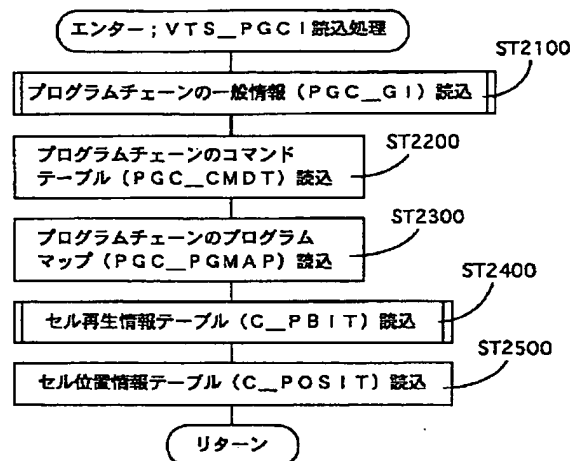 エンター；ＶＴＳ＿ＰＧＣＩ読込処理
ST2100
プログラムチェーンの一般情報（ＰＧＣ＿ＧＩ）読込
ST2200
プログラムチェーンのコマンド
テーブル（ＰＧＣ＿ＣＭＤＴ）読込
ST2300
プログラムチェーンのプログラム
マップ（ＰＧＣ＿ＰＧＭＡＰ）読込
ST2400
セル再生情報テーブル（Ｃ＿ＰＢＩＴ）読込
ST2500
セル位置情報テーブル（Ｃ＿ＰＯＳＩＴ）読込
リターン